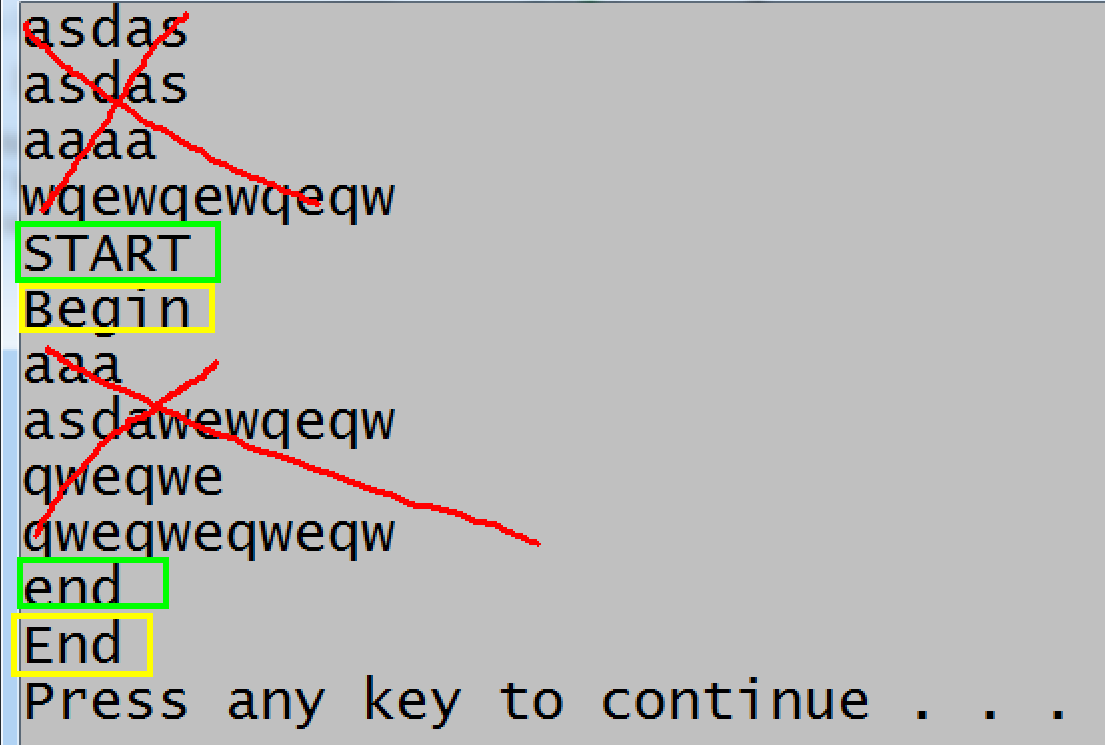 asdas
asdas
aaaa
wqewqewqeqw
START
Begin
aaa
asdawewqeqw
qweqwe
qweqweqweqw
end
End
Press any key to continue . . .